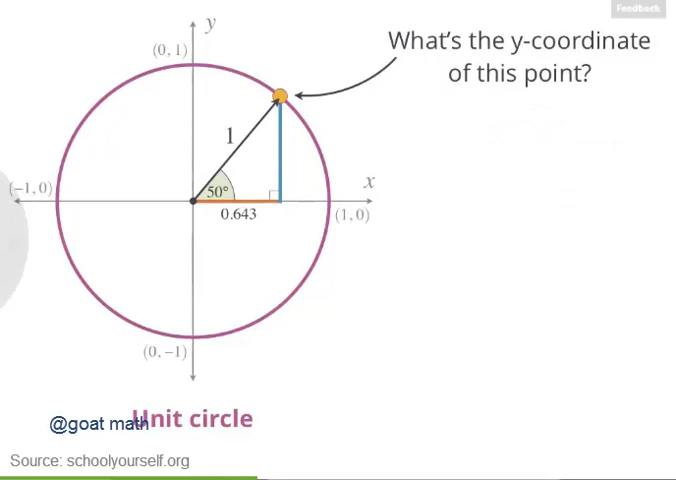 Feedback
What's the y-coordinate
of this point?
y
(0, 1)
1
x
(−1, 0)
50°
0.643
(1, 0)
(0, −1)
Unit circle
@goat math
Source: schoolyourself.org